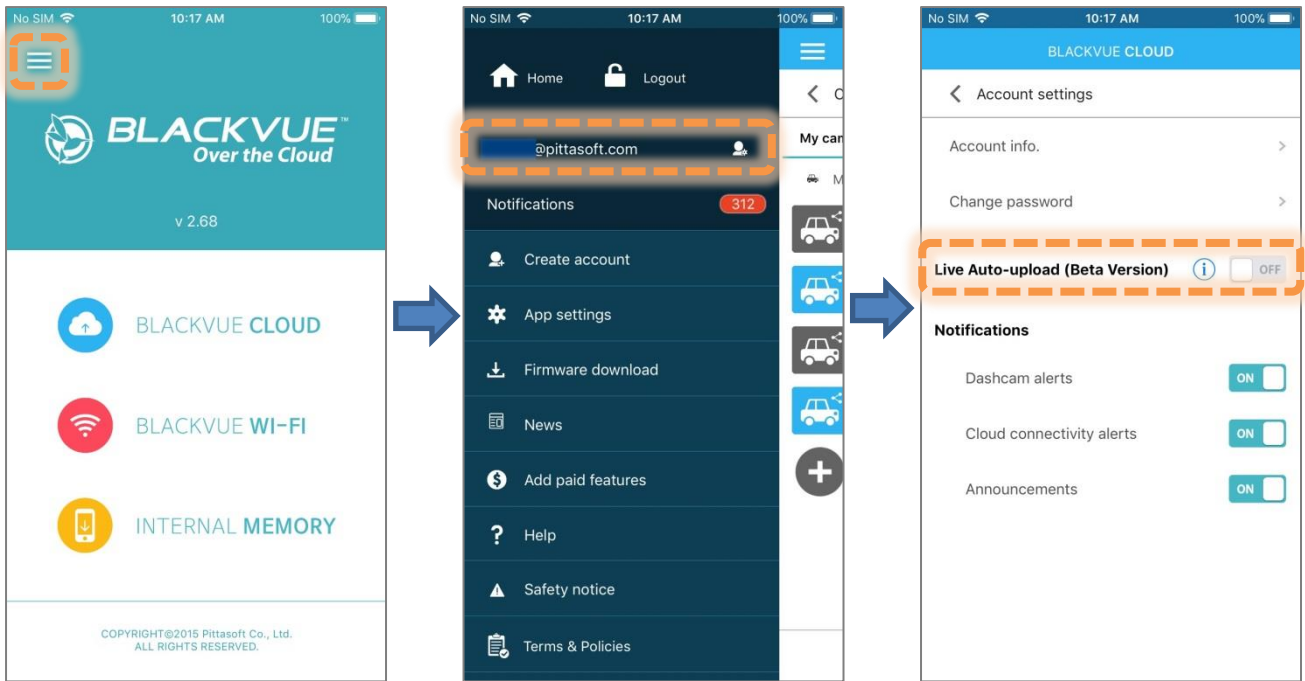 No SIM 10:17 AM 100%
BLACKVUE™
Over the Cloud
v 2.68
BLACKVUE CLOUD
BLACKVUE WI-FI
INTERNAL MEMORY
COPYRIGHT©2015 Pittasoft Co., Ltd.
ALL RIGHTS RESERVED.
No SIM 10:17 AM 100%
Home Logout
@pittasoft.com
Notifications 312
Create account
App settings
Firmware download
News
Add paid features
Help
Safety notice
Terms & Policies
C
My cam
M
No SIM 10:17 AM 100%
BLACKVUE CLOUD
Account settings
Account info.
Change password
Live Auto-upload (Beta Version) i OFF
Notifications
Dashcam alerts ON
Cloud connectivity alerts ON
Announcements ON